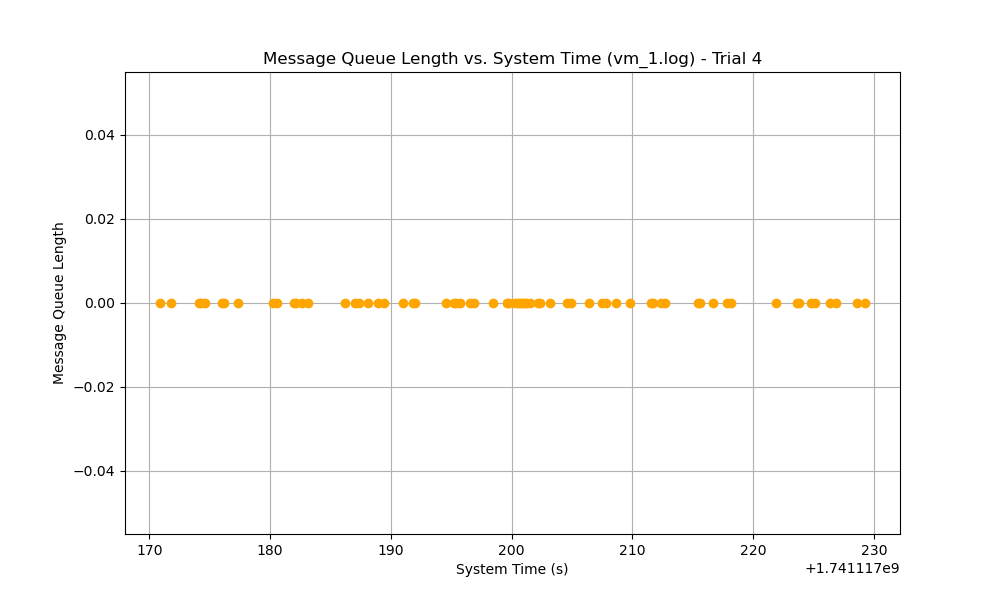 Message Queue Length vs. System Time (vm_1.log) - Trial 4
Message Queue Length
0.04
0.02
0.00
−0.02
−0.04
170 180 190 200 210 220 230
System Time (s)
+1.741117e9